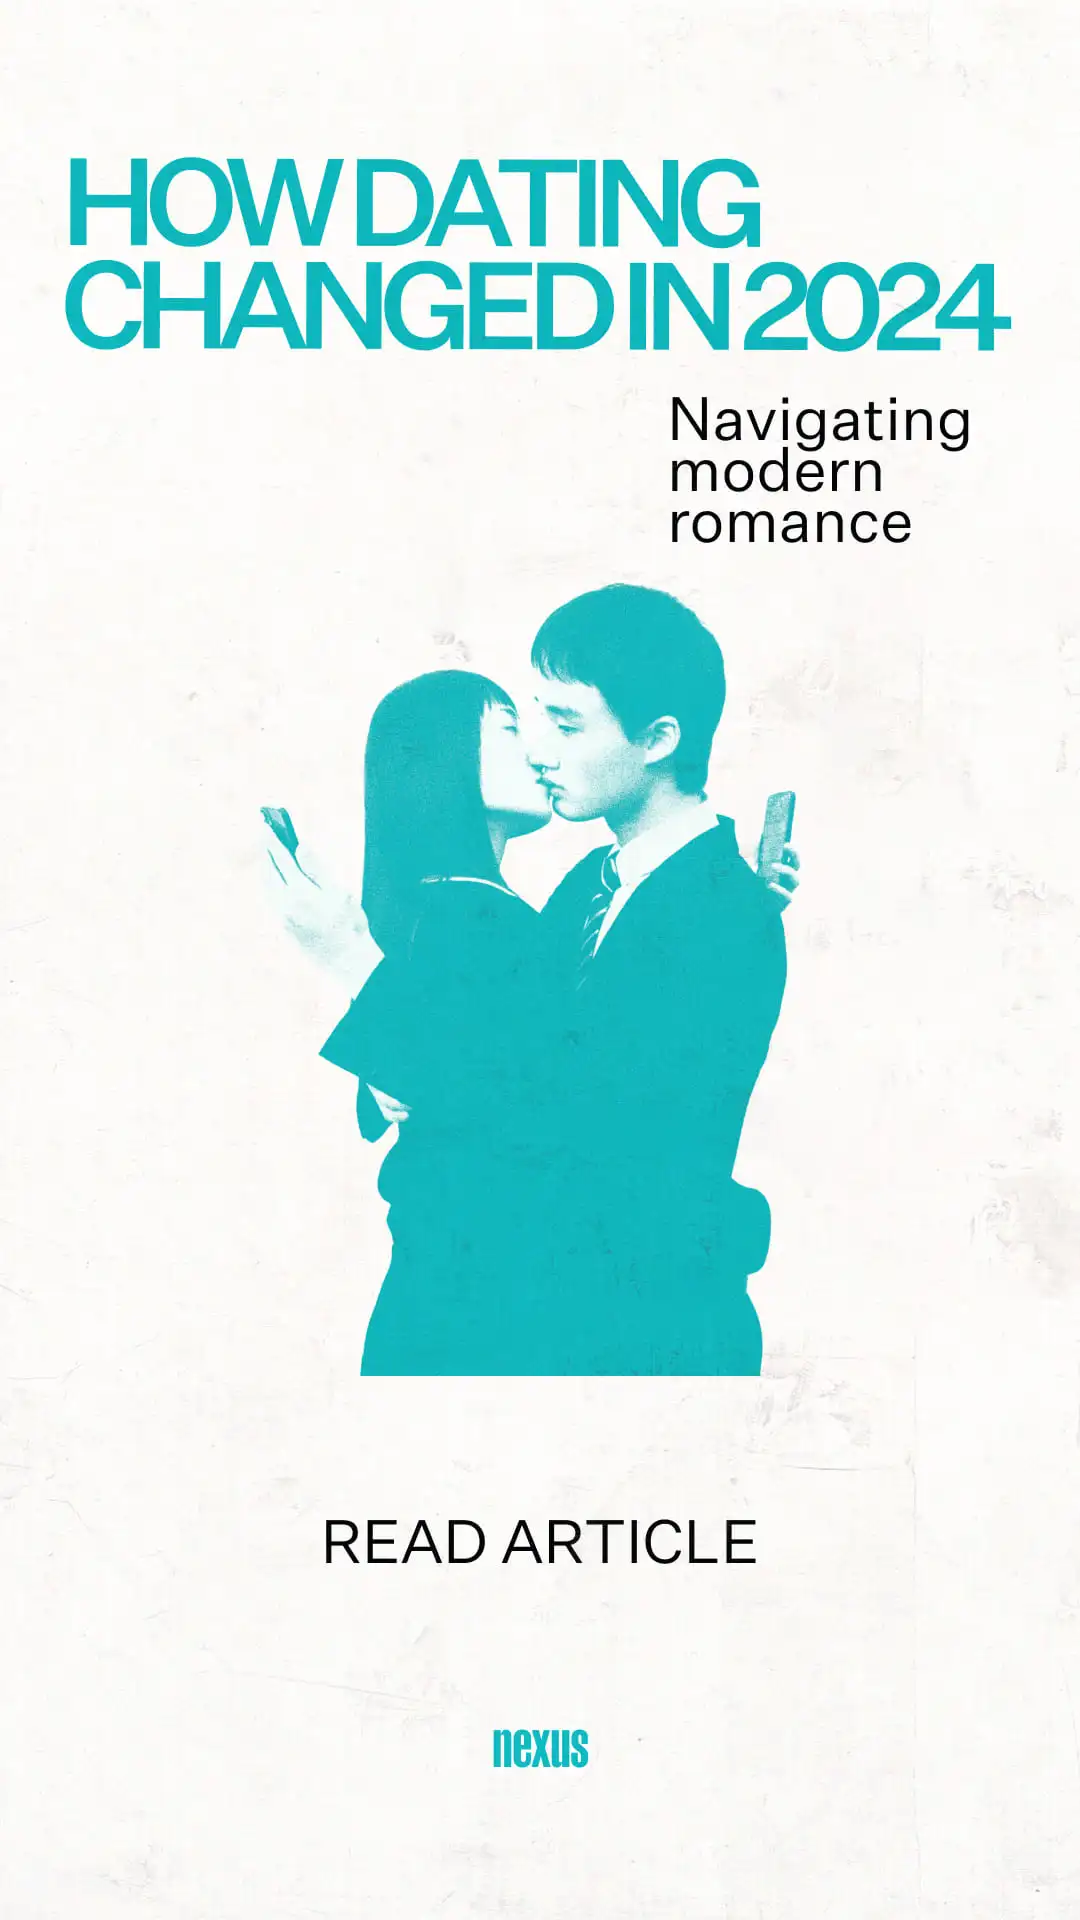 HOW DATING
CHANGED IN 2024
Navigating
modern
romance
READ ARTICLE
nexus